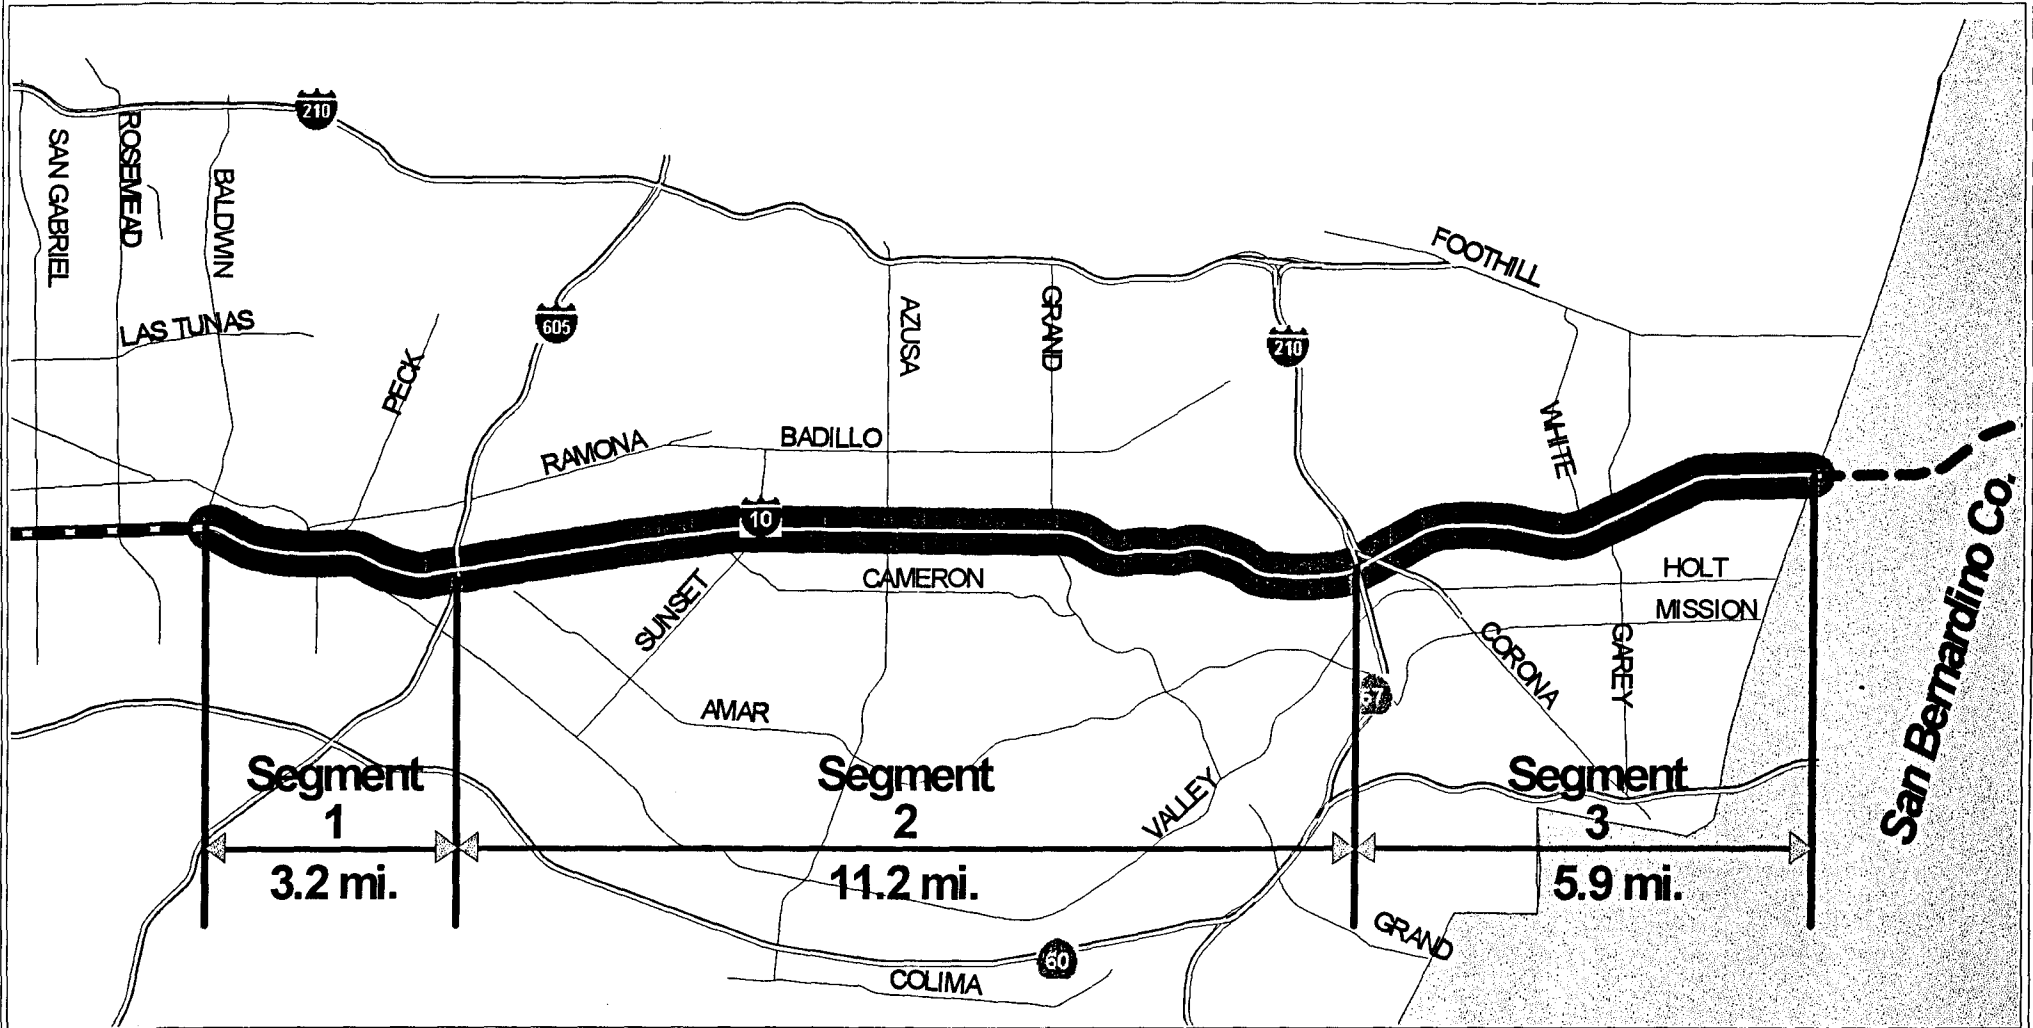 210
SAN GABRIEL
ROSEMEAD
BALDWIN
LAS TUNAS
PECK
605
AZUSA
GRAND
210
FOOTHILL
WHITE
RAMONA
BADILLO
10
CAMERON
SUNSET
AMAR
HOLT
MISSION
CORONA
GAREY
57
VALLEY
San Bernardino Co.
Segment
1
3.2 mi.
Segment
2
11.2 mi.
Segment
3
5.9 mi.
GRAND
60
COLIMA